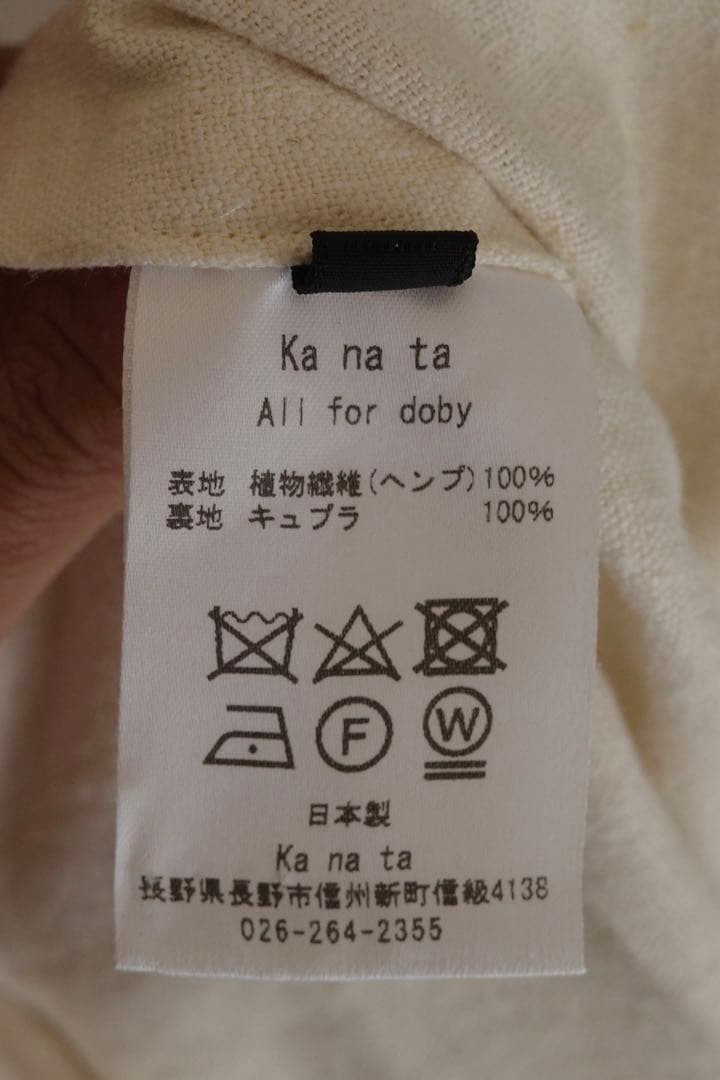 Ka na ta
All for doby
表地 植物繊維(ヘンプ)100%
裏地 キュプラ 100%
F W
日本製
Ka na ta
長野県長野市信州新町信級4138
026-264-2355